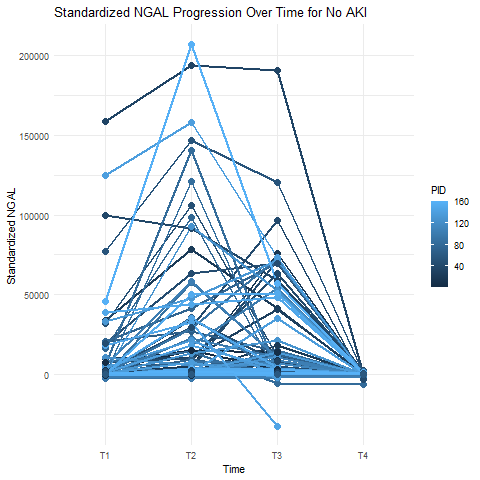 Standardized NGAL Progression Over Time for No AKI
200000
150000
100000
50000
0
Standardized NGAL
T1 T2 T3 T4
Time
PID
160
120
80
40